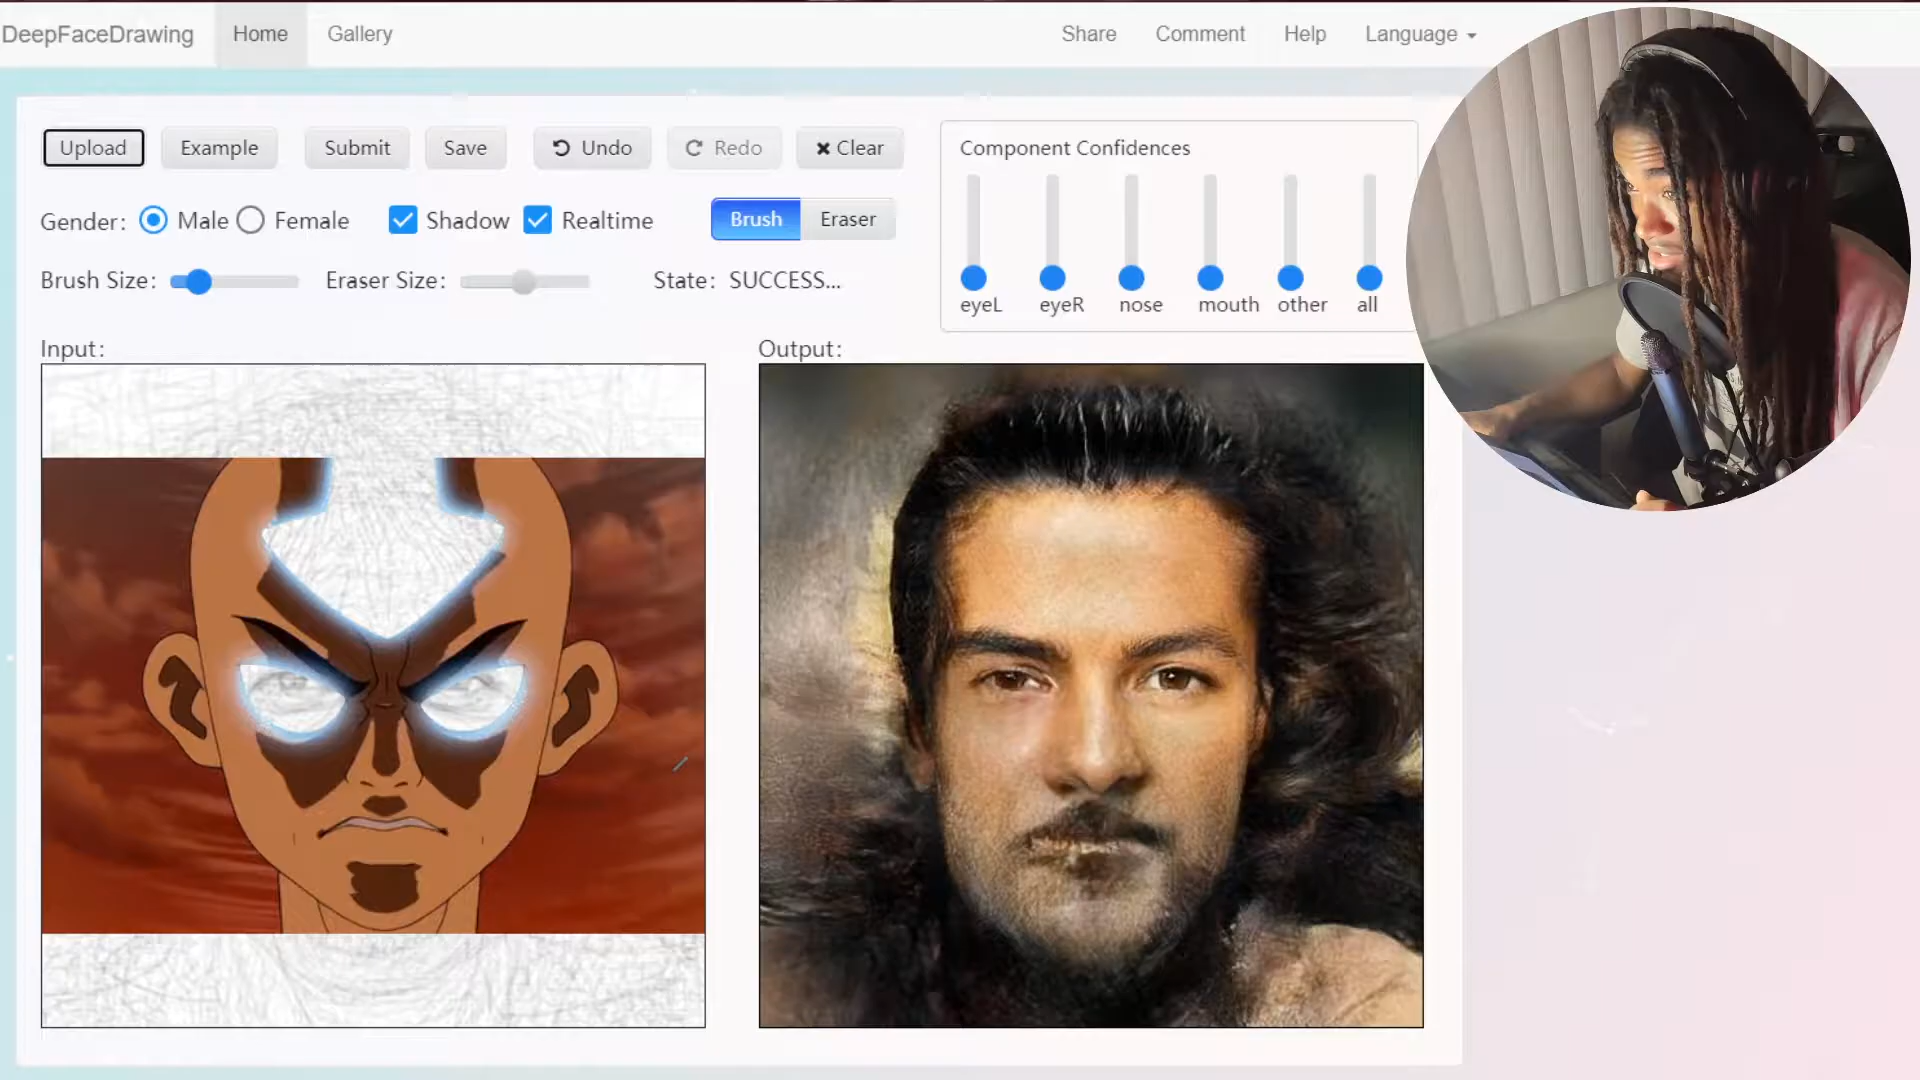 DeepFaceDrawing Home Gallery Share Comment Help Language
Upload Example Submit Save Undo Redo Clear
Component Confidences
Gender: Male Female Shadow Realtime Brush Eraser
Brush Size: Eraser Size: State: SUCCESS...
eyeL eyeR nose mouth other all
Input: Output: